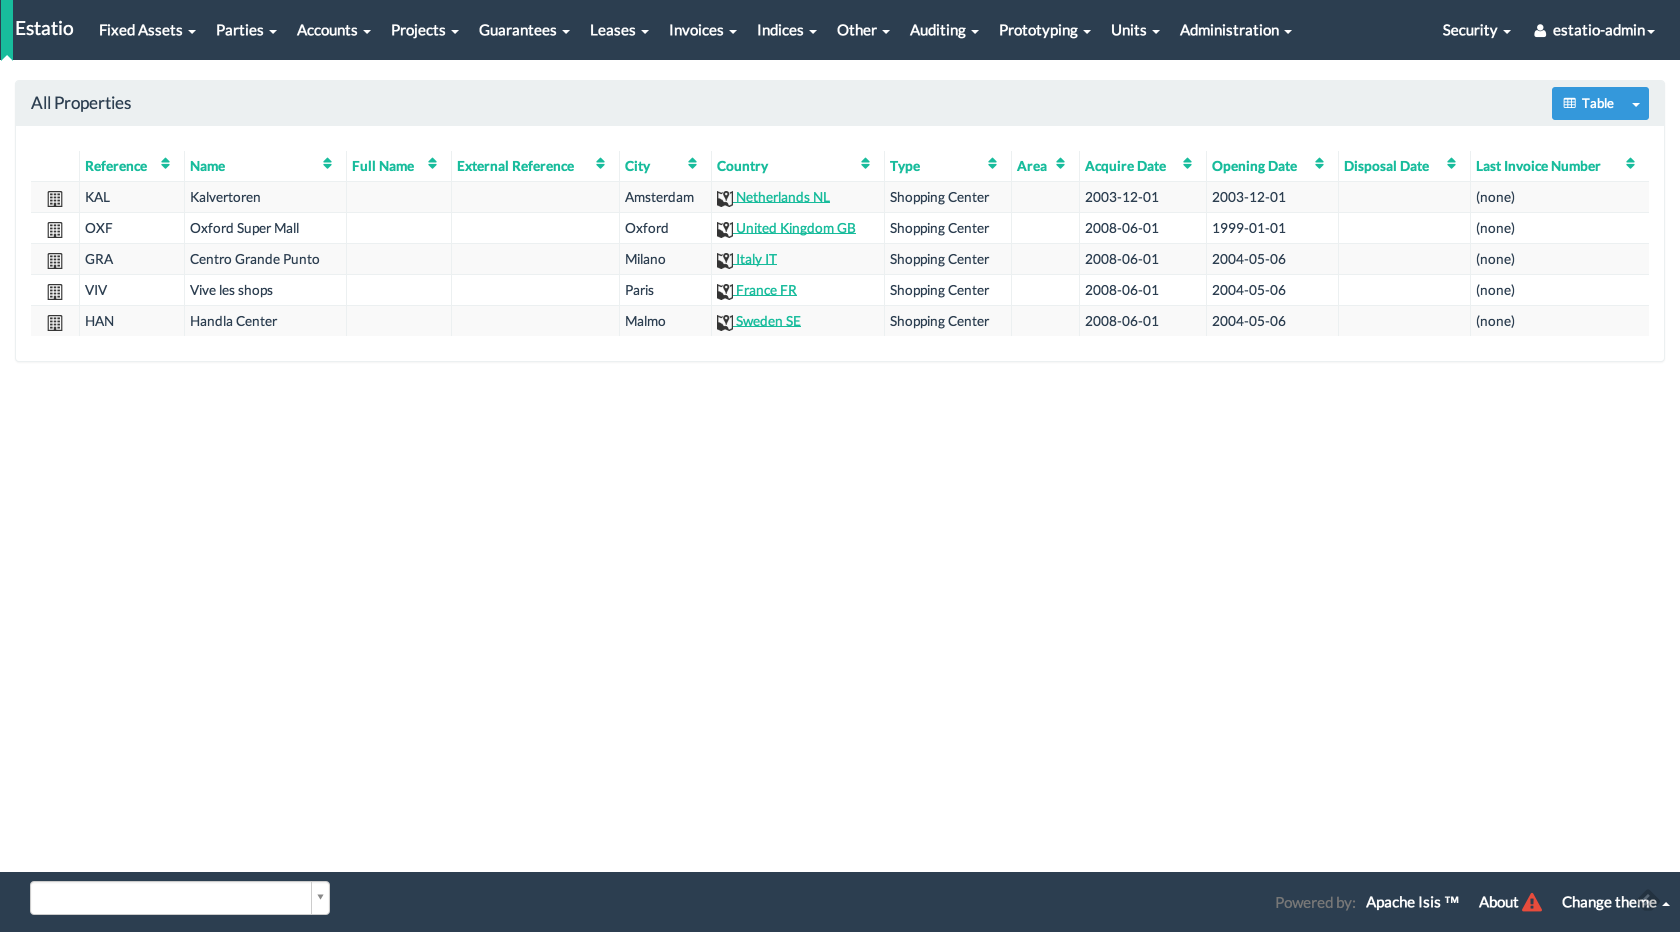 Estatio Fixed Assets Parties Accounts Projects Guarantees Leases Invoices Indices Other Auditing Prototyping Units Administration Security estatio-admin
All Properties Table
Reference Name Full Name External Reference City Country Type Area Acquire Date Opening Date Disposal Date Last Invoice Number
KAL Kalvertoren Amsterdam Netherlands NL Shopping Center 2003-12-01 2003-12-01 (none)
OXF Oxford Super Mall Oxford United Kingdom GB Shopping Center 2008-06-01 1999-01-01 (none)
GRA Centro Grande Punto Milano Italy IT Shopping Center 2008-06-01 2004-05-06 (none)
VIV Vive les shops Paris France FR Shopping Center 2008-06-01 2004-05-06 (none)
HAN Handla Center Malmo Sweden SE Shopping Center 2008-06-01 2004-05-06 (none)
Powered by: Apache Isis ™ About Change theme